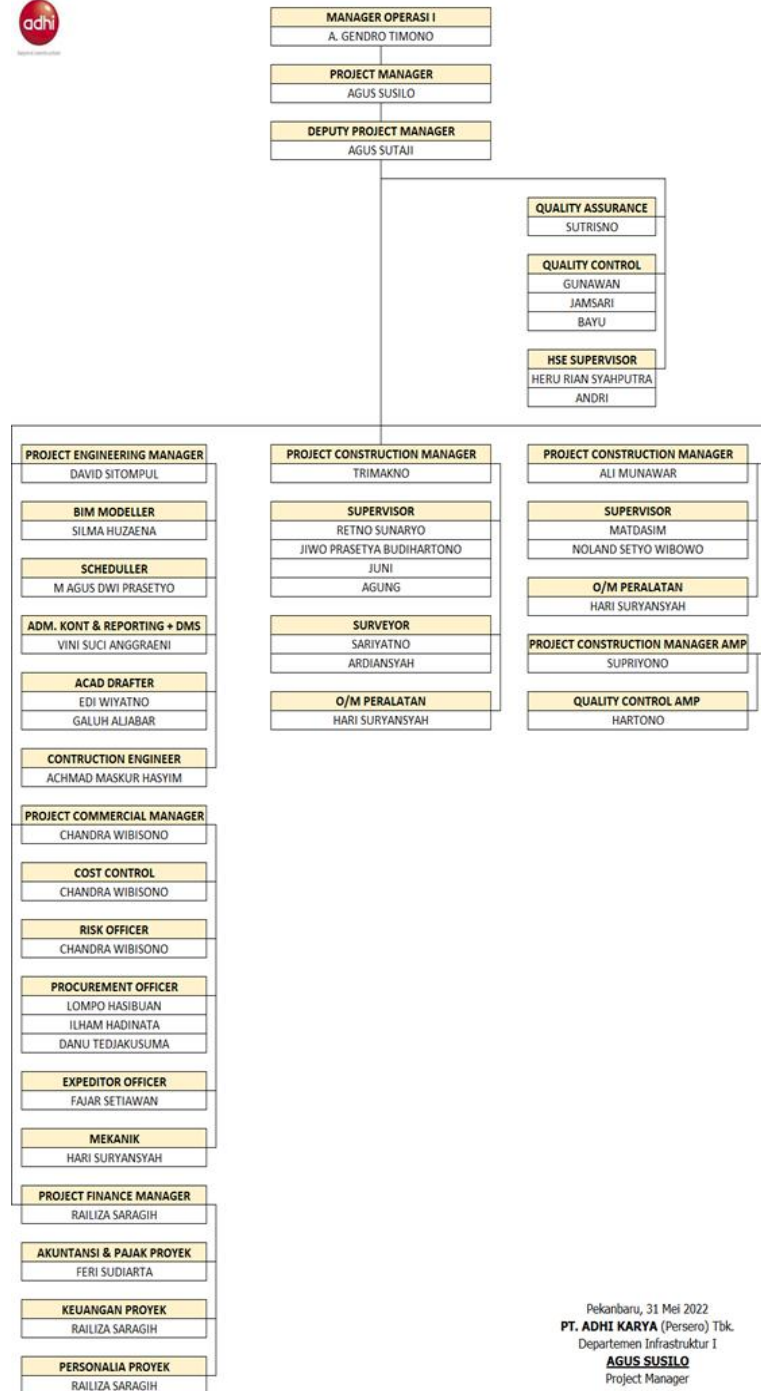 adhi
MANAGER OPERASI I
A. GENDRO TIMONO
PROJECT MANAGER
AGUS SUSILO
DEPUTY PROJECT MANAGER
AGUS SUTAJI
QUALITY ASSURANCE
SUTRISNO
QUALITY CONTROL
GUNAWAN
JAMSARI
BAYU
HSE SUPERVISOR
HERU RIAN SYAHPUTRA
ANDRI
PROJECT ENGINEERING MANAGER
DAVID SITOMPUL
BIM MODELLER
SILMA HUZAENA
SCHEDULLER
M AGUS DWI PRASETYO
ADM. KONT & REPORTING + DMS
VINI SUCI ANGGRAENI
ACAD DRAFTER
EDI WIYATNO
GALUH ALJABAR
CONTRUCTION ENGINEER
ACHMAD MASKUR HASYIM
PROJECT COMMERCIAL MANAGER
CHANDRA WIBISONO
COST CONTROL
CHANDRA WIBISONO
RISK OFFICER
CHANDRA WIBISONO
PROCUREMENT OFFICER
LOMPO HASIBUAN
ILHAM HADINATA
DANU TEDJAKUSUMA
EXPEDITOR OFFICER
FAJAR SETIAWAN
MEKANIK
HARI SURYANSYAH
PROJECT FINANCE MANAGER
RAILIZA SARAGIH
AKUNTANSI & PAJAK PROYEK
FERI SUDIARTA
KEUANGAN PROYEK
RAILIZA SARAGIH
PERSONALIA PROYEK
RAILIZA SARAGIH
PROJECT CONSTRUCTION MANAGER
TRIMAKNO
SUPERVISOR
RETNO SUNARYO
JIWO PRASETYA BUDIHARTONO
JUNI
AGUNG
SURVEYOR
SARIYATNO
ARDIANSYAH
O/M PERALATAN
HARI SURYANSYAH
PROJECT CONSTRUCTION MANAGER
ALI MUNAWAR
SUPERVISOR
MATDASIM
NOLAND SETYO WIBOWO
O/M PERALATAN
HARI SURYANSYAH
PROJECT CONSTRUCTION MANAGER AMP
SUPRIYONO
QUALITY CONTROL AMP
HARTONO
Pekanbaru, 31 Mei 2022
PT. ADHI KARYA (Persero) Tbk.
Departemen Infrastruktur I
AGUS SUSILO
Project Manager